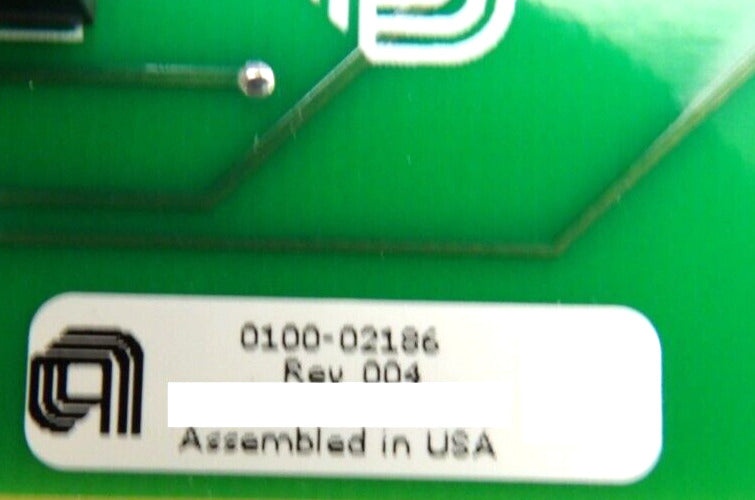 0100-02186
Rev 004
Assembled in USA